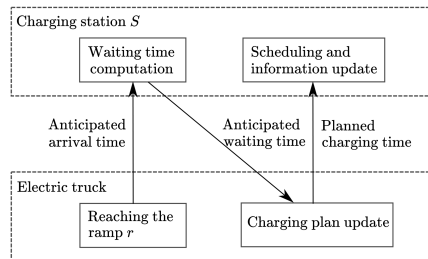 Charging station S
Waiting time
computation
Scheduling and
information update
Anticipated
arrival time
Anticipated
waiting time
Planned
charging time
Electric truck
Reaching the
ramp r
Charging plan update